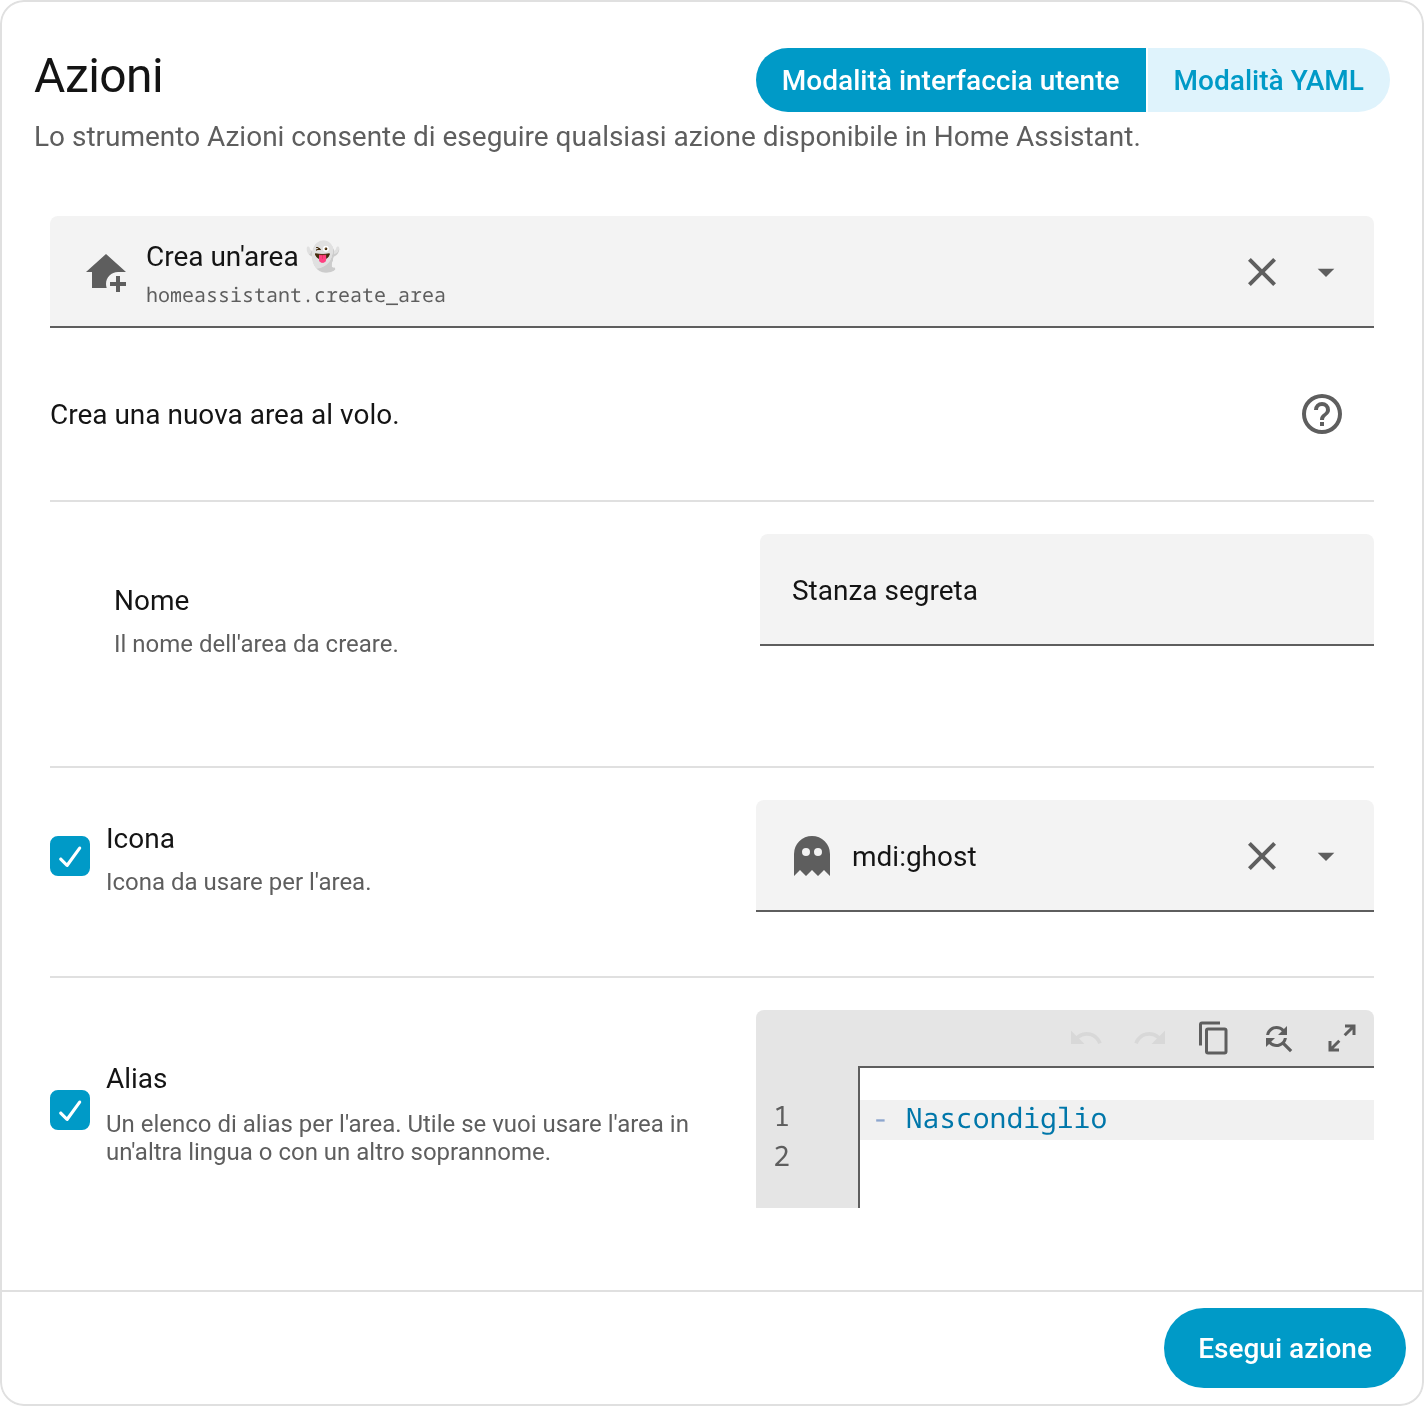 Azioni
Modalità interfaccia utente
Modalità YAML
Lo strumento Azioni consente di eseguire qualsiasi azione disponibile in Home Assistant.
Crea un'area 👻
homeassistant.create_area
Crea una nuova area al volo.
Nome
Il nome dell'area da creare.
Stanza segreta
Icona
Icona da usare per l'area.
mdi:ghost
Alias
Un elenco di alias per l'area. Utile se vuoi usare l'area in
un'altra lingua o con un altro soprannome.
1 - Nascondiglio
2
Esegui azione